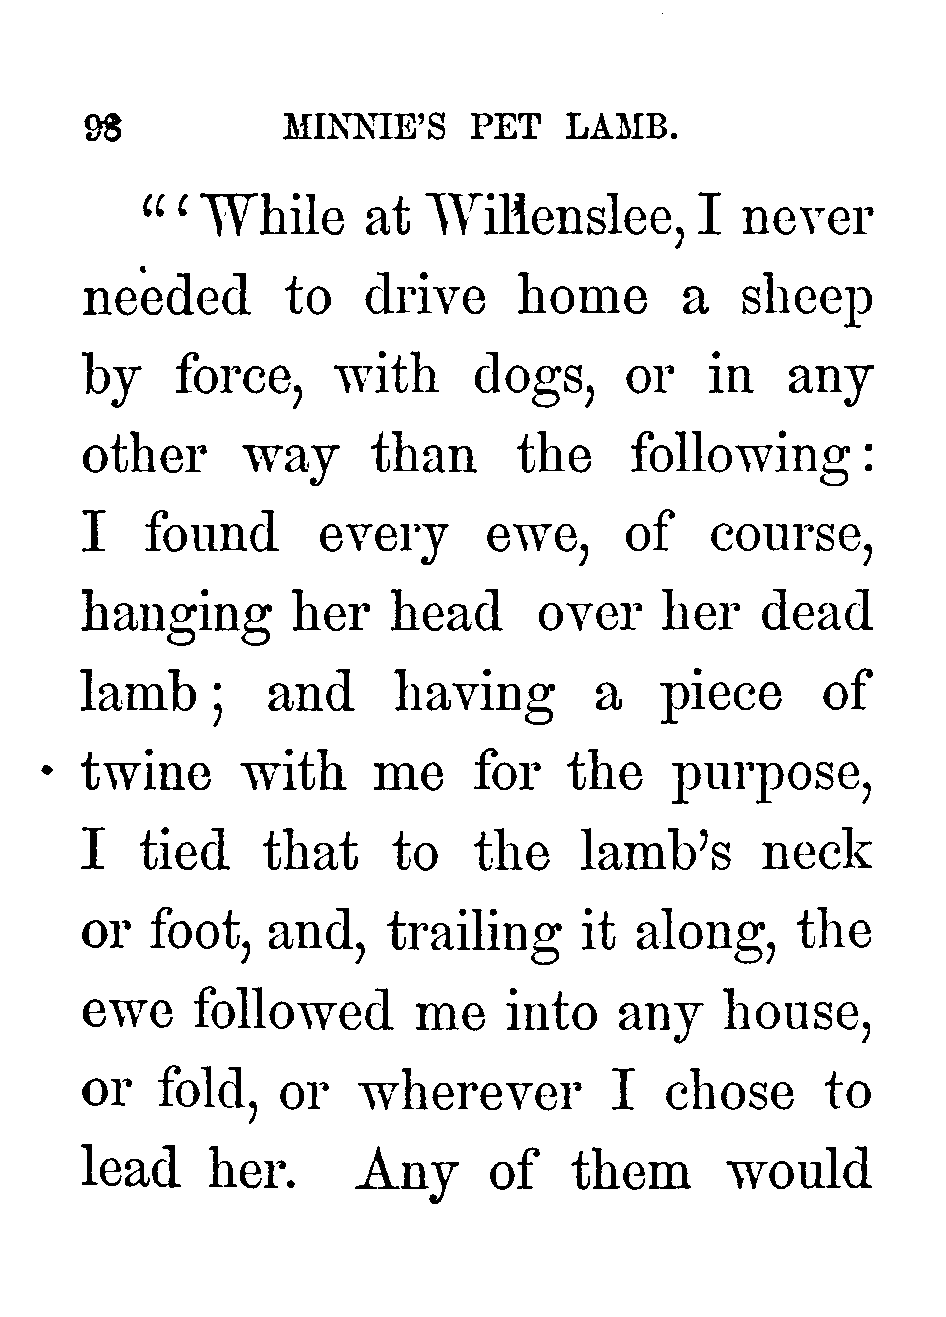 98 MINNIE'S PET LAMB.
"'While at Willenslee, I never
needed to drive home a sheep
by force, with dogs, or in any
other way than the following:
I found every ewe, of course,
hanging her head over her dead
lamb; and having a piece of
twine with me for the purpose,
I tied that to the lamb's neck
or foot, and, trailing it along, the
ewe followed me into any house,
or fold, or wherever I chose to
lead her. Any of them would